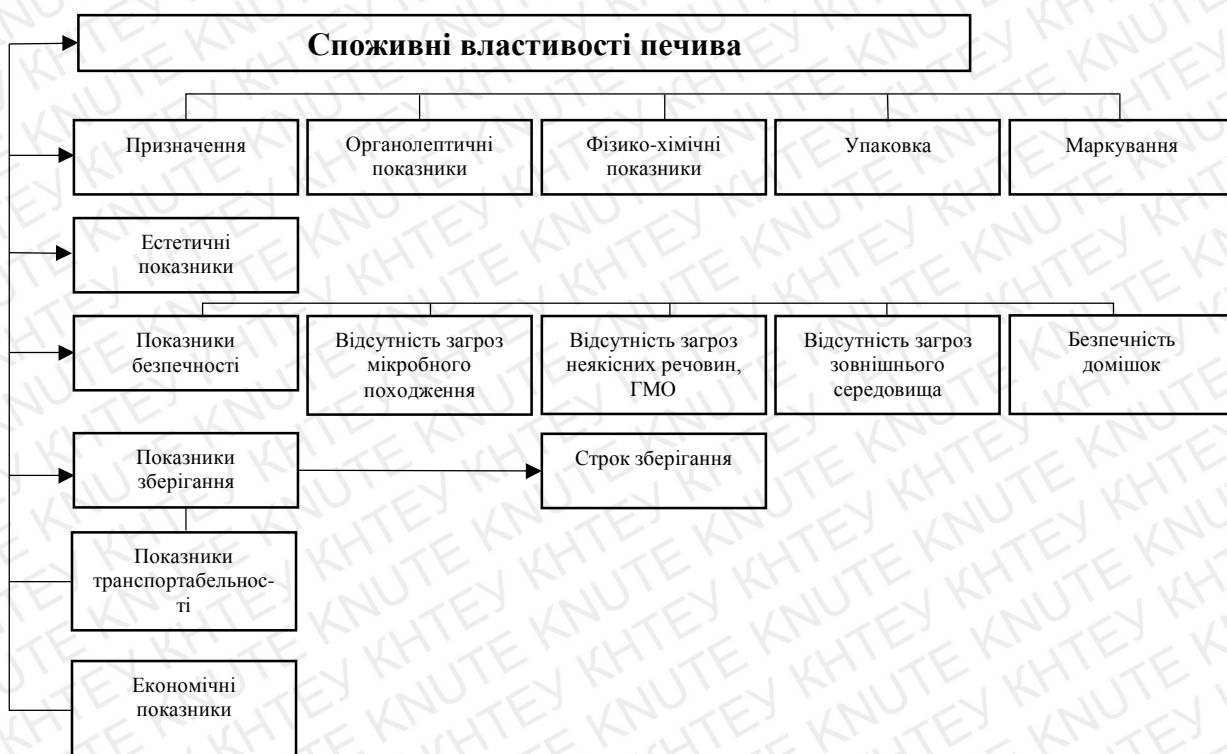 Споживні властивості печива
Призначення
Органолептичні
показники
Фізико-хімічні
показники
Упаковка
Маркування
Естетичні
показники
Показники
безпечності
Відсутність загроз
мікробного
походження
Відсутність загроз
неякісних речовин,
ГМО
Відсутність загроз
зовнішнього
середовища
Безпечність
домішок
Показники
зберігання
Строк зберігання
Показники
транспортабельнос-
ті
Економічні
показники
KNUTE КНТЕУ